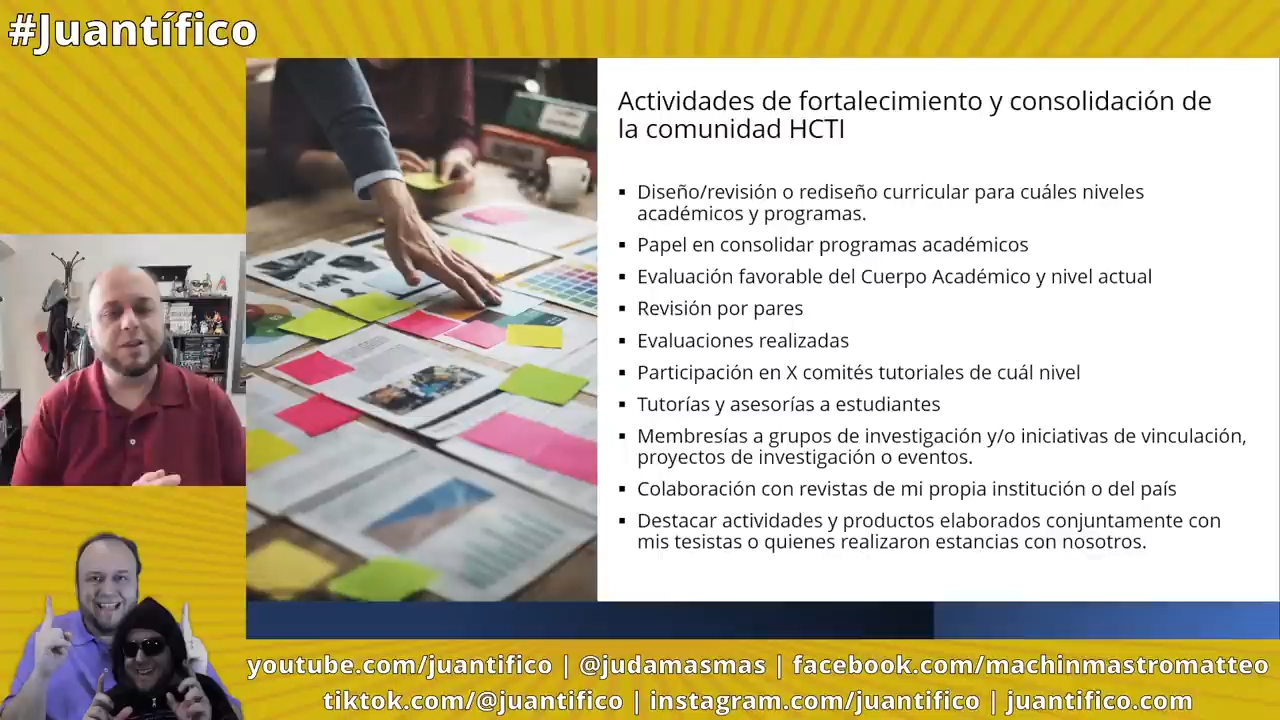 #Juantífico
Actividades de fortalecimiento y consolidación de
la comunidad HCTI
▪ Diseño/revisión o rediseño curricular para cuáles niveles
académicos y programas.
▪ Papel en consolidar programas académicos
▪ Evaluación favorable del Cuerpo Académico y nivel actual
▪ Revisión por pares
▪ Evaluaciones realizadas
▪ Participación en X comités tutoriales de cuál nivel
▪ Tutorías y asesorías a estudiantes
▪ Membresías a grupos de investigación y/o iniciativas de vinculación,
proyectos de investigación o eventos.
▪ Colaboración con revistas de mi propia institución o del país
▪ Destacar actividades y productos elaborados conjuntamente con
mis tesistas o quienes realizaron estancias con nosotros.
youtube.com/juantifico | @judamasmas | facebook.com/machinmastromatteo
tiktok.com/@juantifico | instagram.com/juantifico | juantifico.com